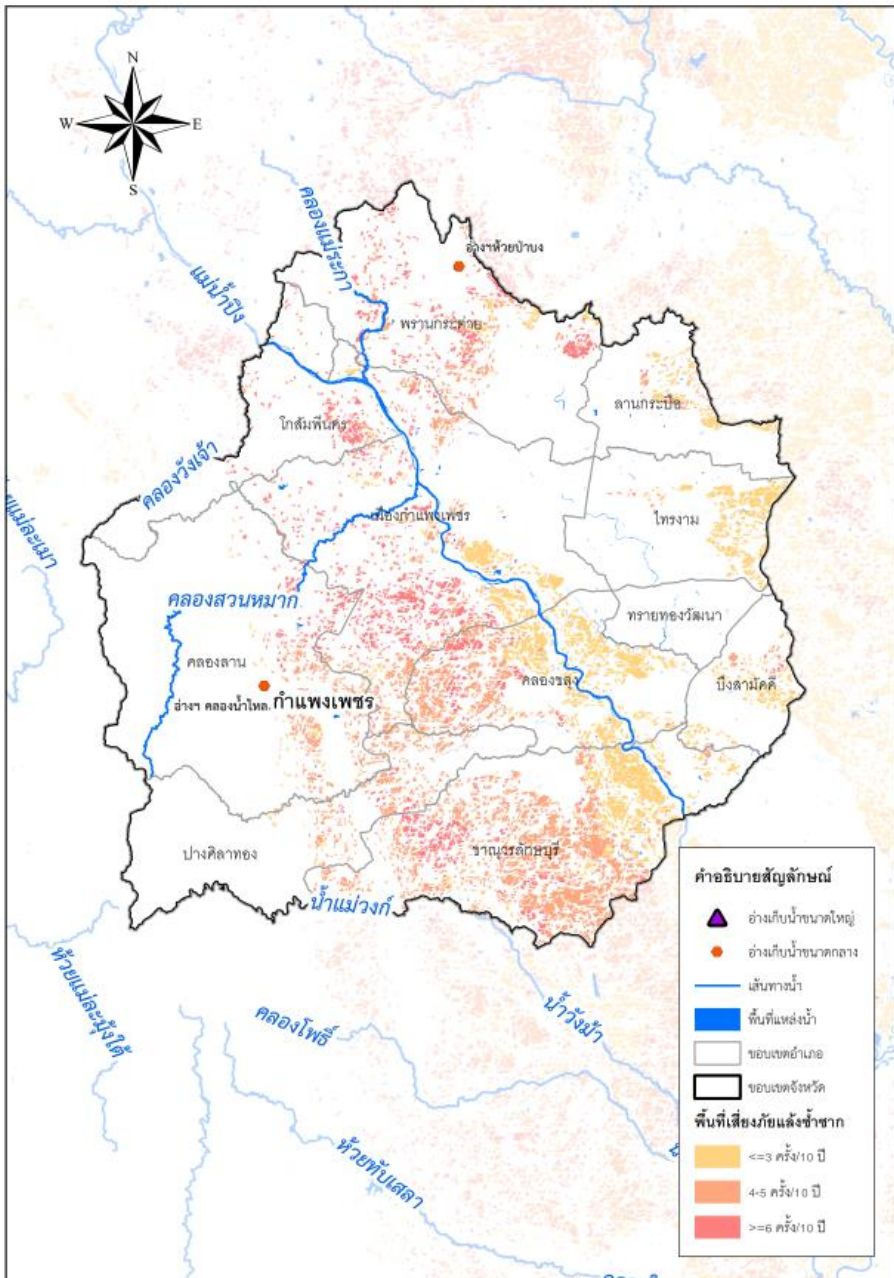 N
W
E
S
คลองแม่ระกา
แม่น้ำปิง
อ่างฯห้วยป่าบง
พรานกระต่าย
ลานกระบือ
โกสัมพีนคร
คลองวังเจ้า
เมืองกำแพงเพชร
ไทรงาม
คลองสวนหมาก
ทรายทองวัฒนา
คลองลาน
คลองขลุง
บึงสามัคคี
อ่างฯ คลองน้ำไหล
กำแพงเพชร
ปางศิลาทอง
ขาณุวรลักษบุรี
น้ำแม่วงก์
ห้วยแม่ละมุ้งใต้
คลองโพธิ์
น้ำวังม้า
ห้วยทับเสลา
คำอธิบายสัญลักษณ์
อ่างเก็บน้ำขนาดใหญ่
อ่างเก็บน้ำขนาดกลาง
เส้นทางน้ำ
พื้นที่แหล่งน้ำ
ขอบเขตอำเภอ
ขอบเขตจังหวัด
พื้นที่เสี่ยงภัยแล้งซ้ำซาก
<=3 ครั้ง/10 ปี
4-5 ครั้ง/10 ปี
>=6 ครั้ง/10 ปี